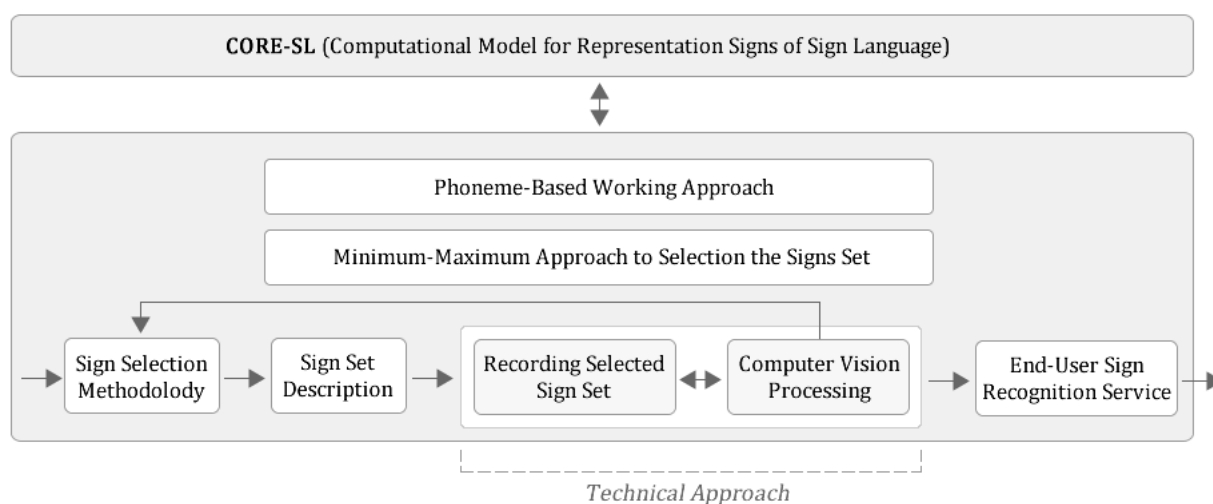 CORE-SL (Computational Model for Representation Signs of Sign Language)
Phoneme-Based Working Approach
Minimum-Maximum Approach to Selection the Signs Set
Sign Selection
Methodolody
Sign Set
Description
Recording Selected
Sign Set
Computer Vision
Processing
End-User Sign
Recognition Service
Technical Approach